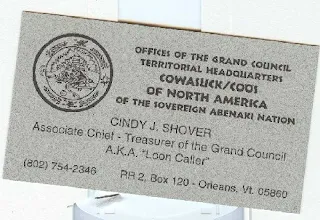 OFFICES OF THE GRAND COUNCIL
TERRITORIAL HEADQUARTERS
COWASUCK/COOS
OF NORTH AMERICA
OF THE SOVEREIGN ABENAKI NATION
CINDY J. SHOVER
Associate Chief - Treasurer of the Grand Council
A.K.A. "Loon Caller"
(802) 754-2346
RR 2, Box 120 - Orleans, Vt. 05860